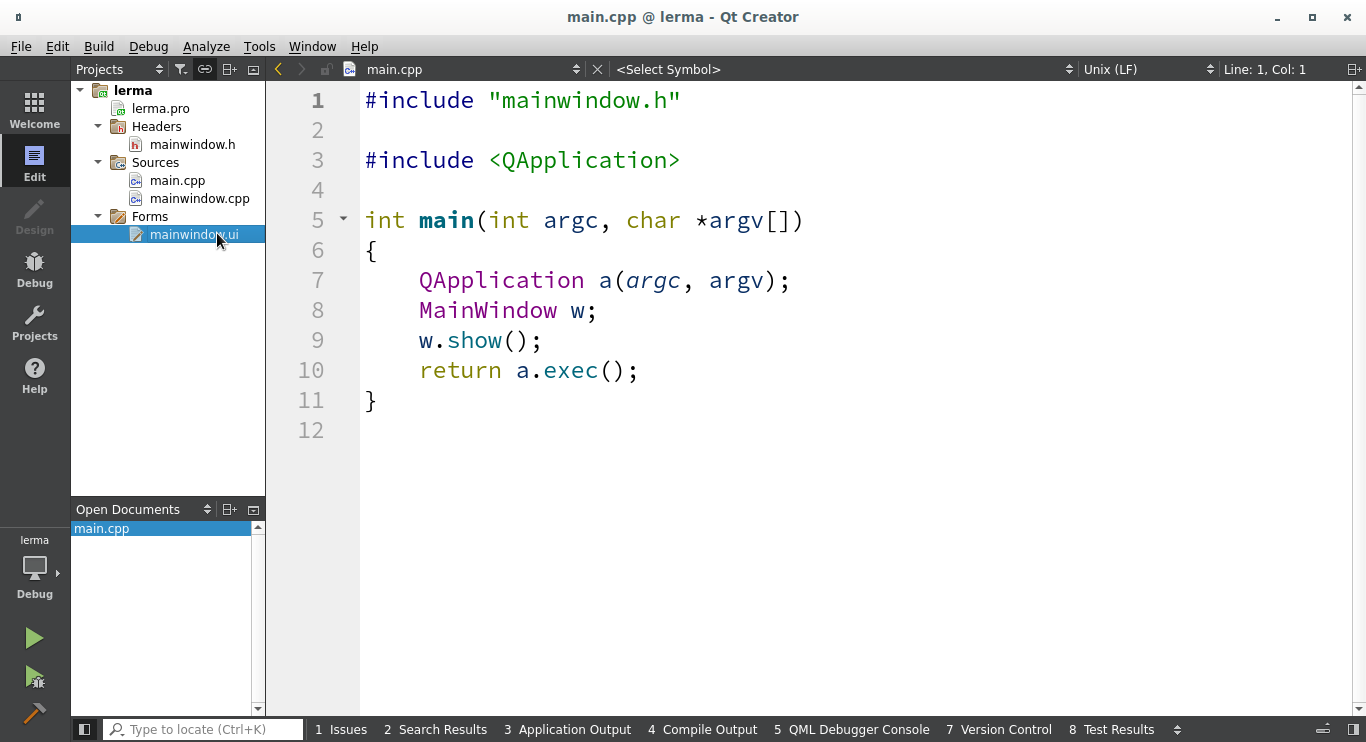 main.cpp @ lerma - Qt Creator
File Edit Build Debug Analyze Tools Window Help
Projects main.cpp <Select Symbol> Unix (LF) Line: 1, Col: 1
Welcome
Edit
Design
Debug
Projects
Help
lerma
Debug
lerma
lerma.pro
Headers
mainwindow.h
Sources
main.cpp
mainwindow.cpp
Forms
mainwindow.ui
Open Documents
main.cpp
1 #include "mainwindow.h"
2
3 #include <QApplication>
4
5 int main(int argc, char *argv[])
6 {
7 QApplication a(argc, argv);
8 MainWindow w;
9 w.show();
10 return a.exec();
11 }
12
Type to locate (Ctrl+K) 1 Issues 2 Search Results 3 Application Output 4 Compile Output 5 QML Debugger Console 7 Version Control 8 Test Results